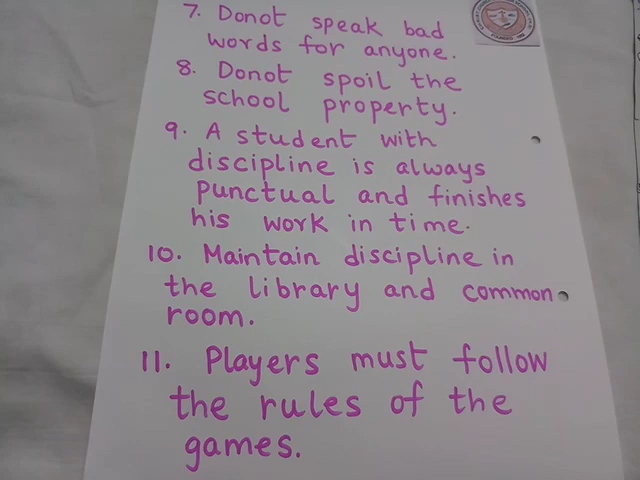 7. Donot speak bad
words for anyone.
8. Donot spoil the
school property.
9. A student with
discipline is always
punctual and finishes
his work in time.
10. Maintain discipline in
the library and common
room.
11. Players must follow
the rules of the
games.